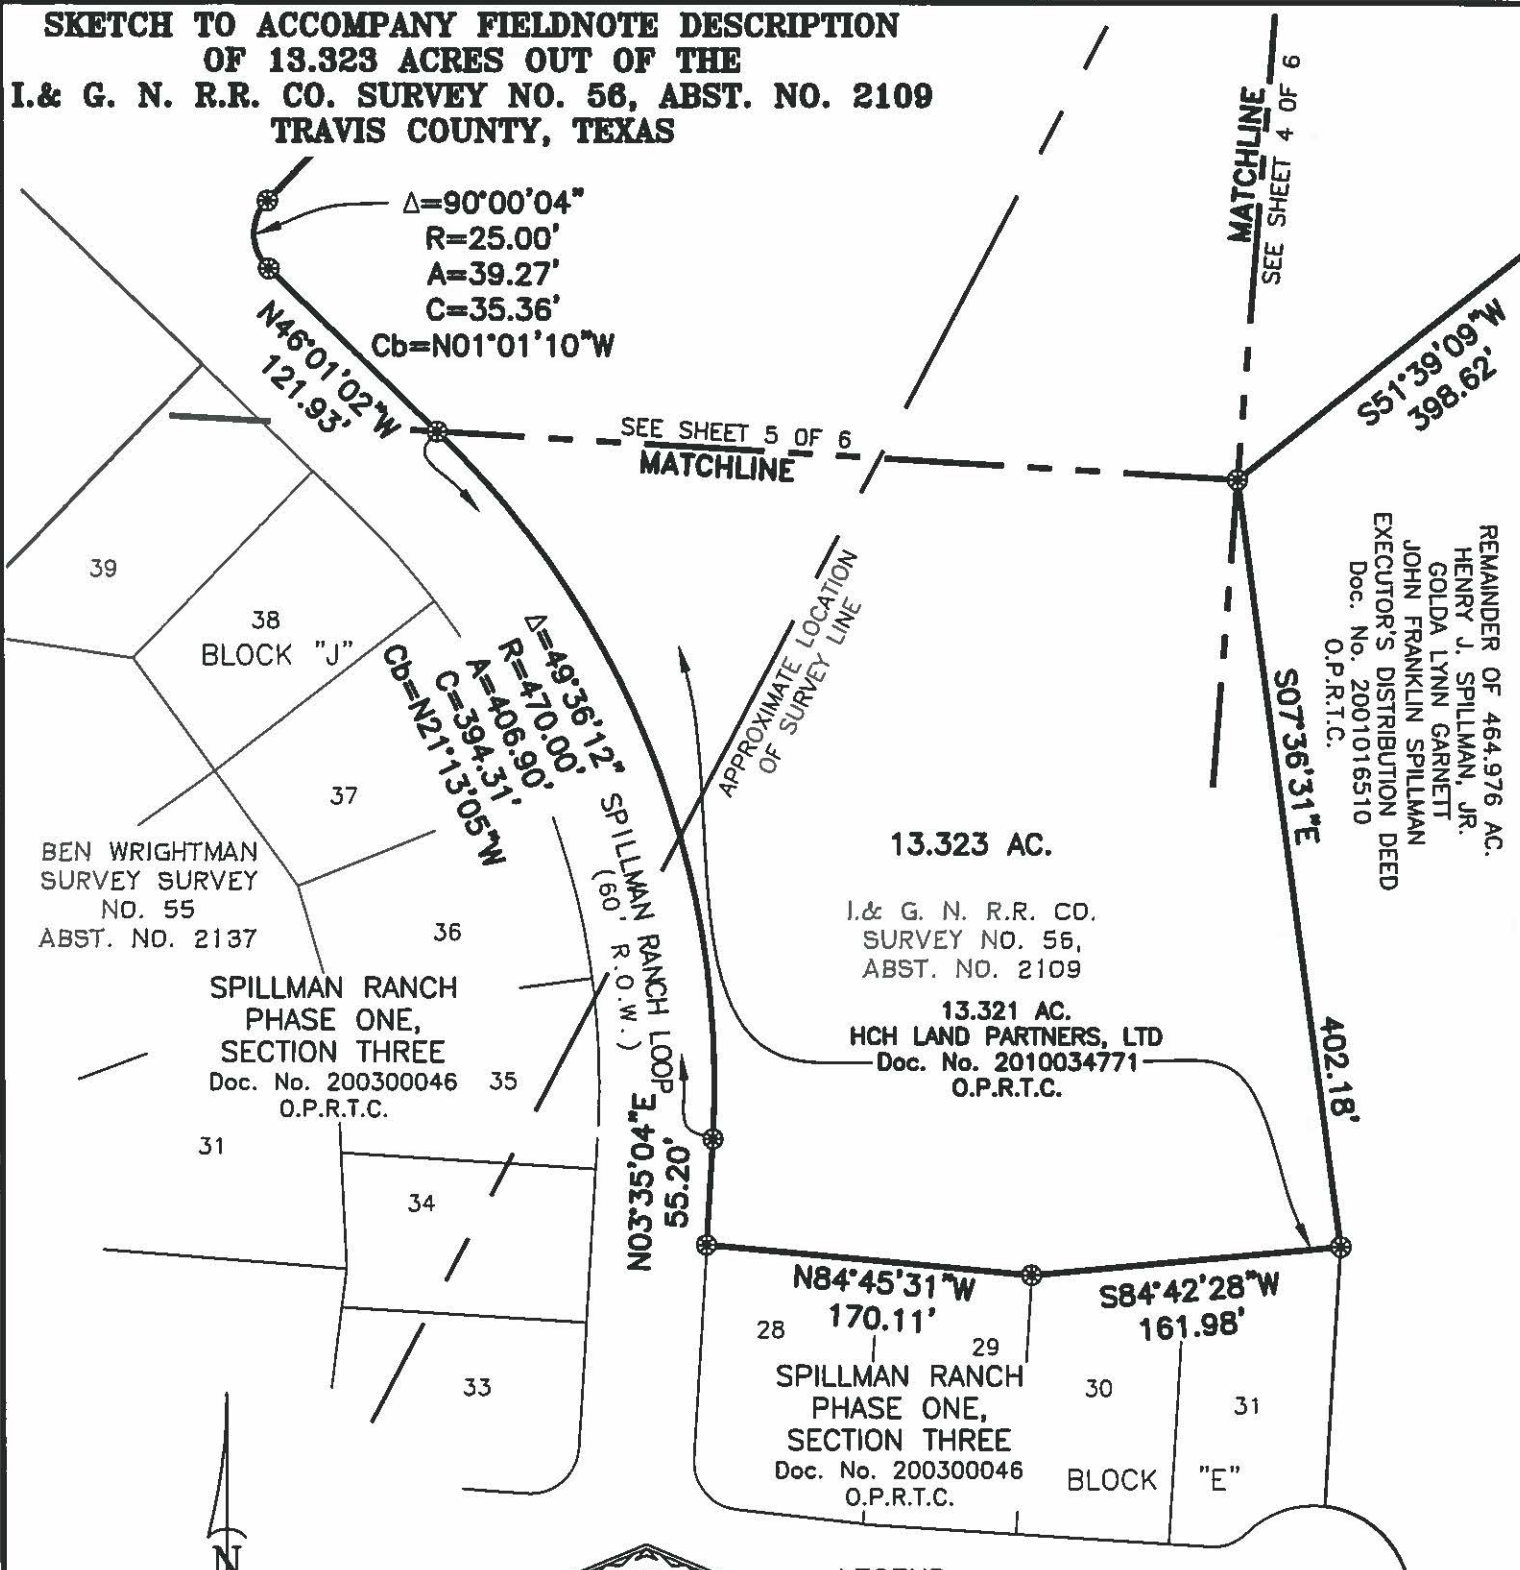 SKETCH TO ACCOMPANY FIELDNOTE DESCRIPTION
OF 13.323 ACRES OUT OF THE
I.& G. N. R.R. CO. SURVEY NO. 56, ABST. NO. 2109
TRAVIS COUNTY, TEXAS
Δ=90°00'04"
R=25.00'
A=39.27'
C=35.36'
Cb=N01°01'10"W
N46°01'02"W
121.93'
MATCHLINE
SEE SHEET 4 OF 6
S51°39'09"W
398.62'
SEE SHEET 5 OF 6
MATCHLINE
REMAINDER OF 464.976 AC.
HENRY J. SPILLMAN, JR.
GOLDA LYNN GARNETT
JOHN FRANKLIN SPILLMAN
EXECUTOR'S DISTRIBUTION DEED
Doc. No. 2001016510
O.P.R.T.C.
39
38
BLOCK "J"
Δ=49°36'12"
R=470.00'
A=406.90'
C=394.31'
Cb=N21°13'05"W
APPROXIMATE LOCATION
OF SURVEY LINE
S07°36'31"E
402.18'
37
BEN WRIGHTMAN
SURVEY SURVEY
NO. 55
ABST. NO. 2137
36
SPILLMAN RANCH LOOP
(60' R.O.W.)
13.323 AC.
I.& G. N. R.R. CO.
SURVEY NO. 56,
ABST. NO. 2109
13.321 AC.
HCH LAND PARTNERS, LTD
Doc. No. 2010034771
O.P.R.T.C.
SPILLMAN RANCH
PHASE ONE,
SECTION THREE
Doc. No. 200300046
O.P.R.T.C.
35
31
34
33
N03°35'04"E
55.20'
N84°45'31"W
170.11'
S84°42'28"W
161.98'
28
29
30
31
SPILLMAN RANCH
PHASE ONE,
SECTION THREE
Doc. No. 200300046
O.P.R.T.C.
BLOCK "E"
N